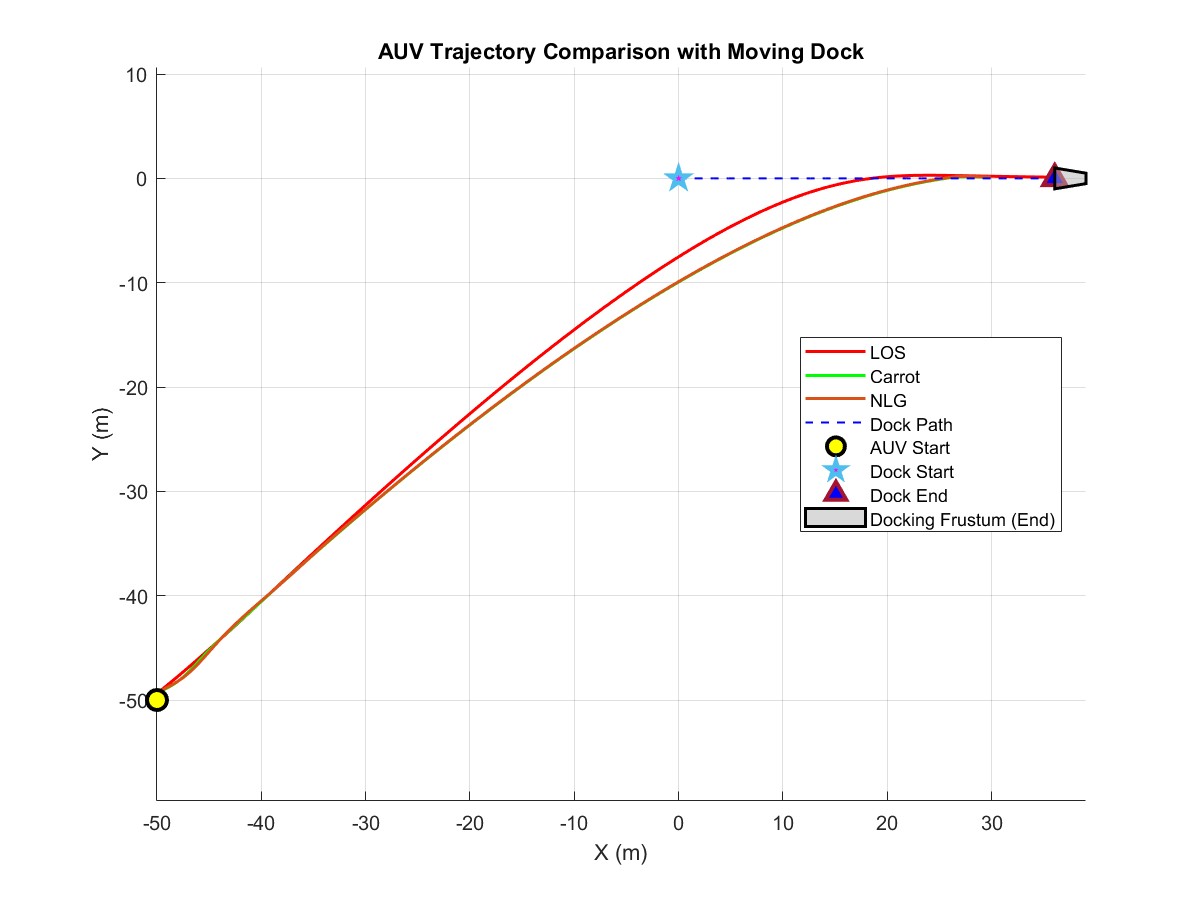 AUV Trajectory Comparison with Moving Dock
10
0
-10
-20
-30
-40
-50
Y (m)
LOS
Carrot
NLG
Dock Path
AUV Start
Dock Start
Dock End
Docking Frustum (End)
-50 -40 -30 -20 -10 0 10 20 30
X (m)